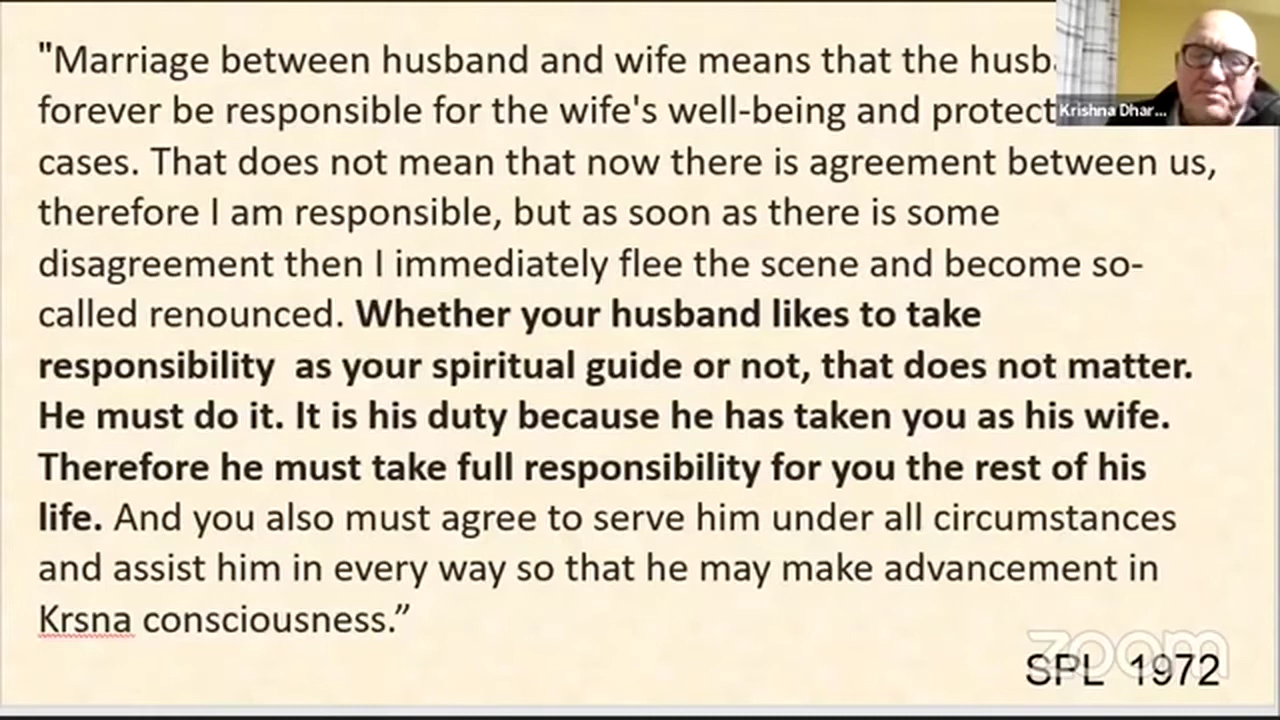 "Marriage between husband and wife means that the husb
forever be responsible for the wife's well-being and protect
cases. That does not mean that now there is agreement between us,
therefore I am responsible, but as soon as there is some
disagreement then I immediately flee the scene and become so-
called renounced. Whether your husband likes to take
responsibility  as your spiritual guide or not, that does not matter.
He must do it. It is his duty because he has taken you as his wife.
Therefore he must take full responsibility for you the rest of his
life. And you also must agree to serve him under all circumstances
and assist him in every way so that he may make advancement in
Krsna consciousness.”
Krishna Dhar...
zoom
SPL 1972